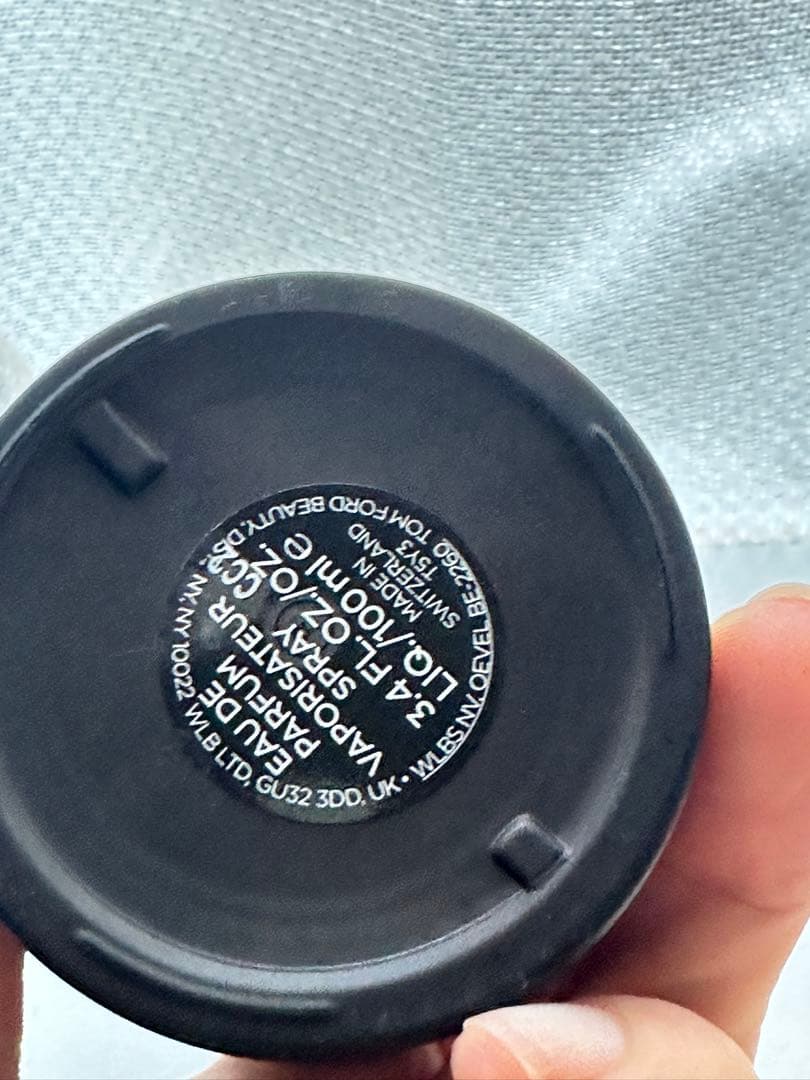 EAU DE
PARFUM
VAPORISATEUR
SPRAY
3.4 FL. OZ./OZ.
LIQ./100 ml ℮
MADE IN
SWITZERLAND
T5Y3
TOM FORD BEAUTY,
NY, NY 10022 WLB LTD, GU32 3DD, UK • WLBS NV, OEVEL BE-2260